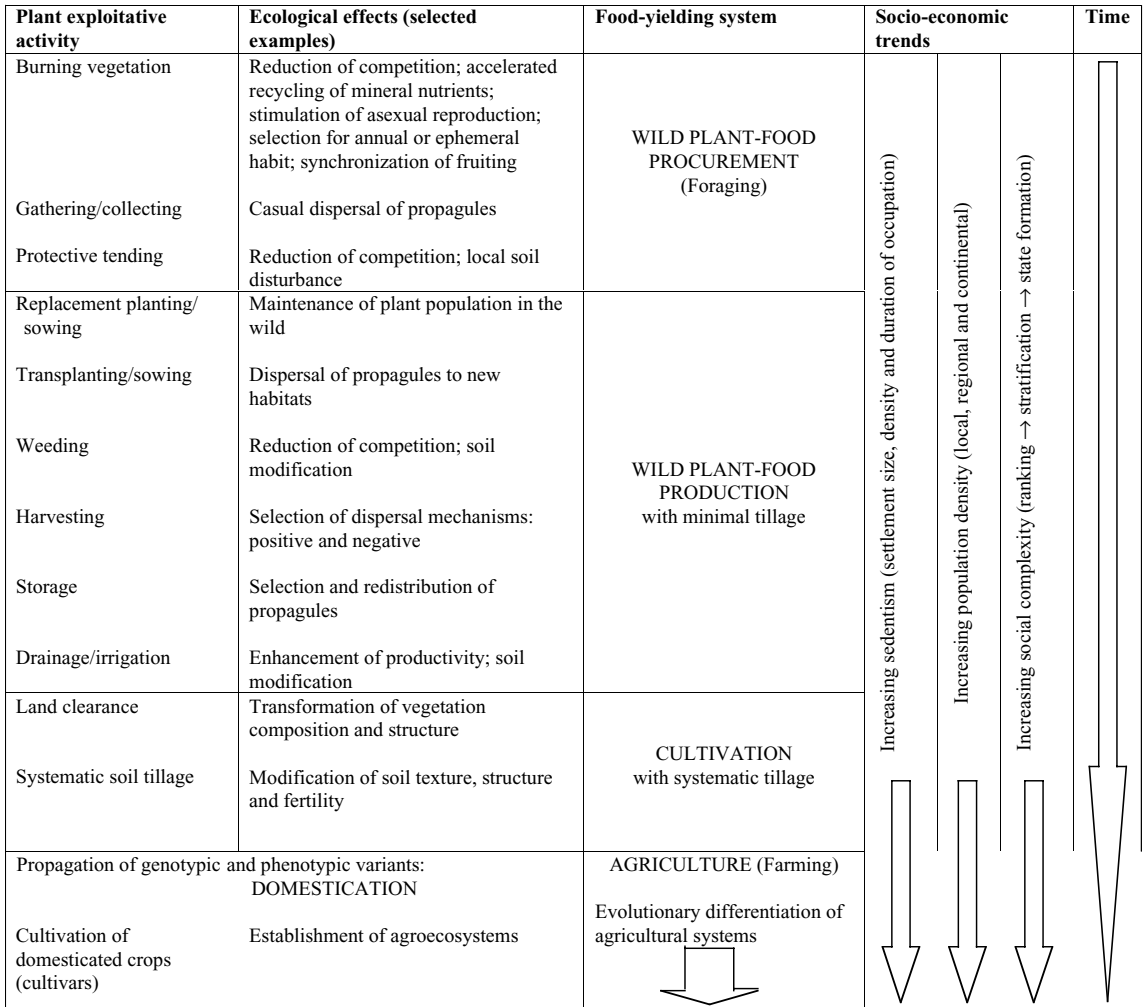 Plant exploitative
activity
Ecological effects (selected
examples)
Food-yielding system
Socio-economic
trends
Time
Burning vegetation
Reduction of competition; accelerated
recycling of mineral nutrients;
stimulation of asexual reproduction;
selection for annual or ephemeral
habit; synchronization of fruiting
Gathering/collecting
Casual dispersal of propagules
Protective tending
Reduction of competition; local soil
disturbance
WILD PLANT-FOOD
PROCUREMENT
(Foraging)
Replacement planting/
sowing
Maintenance of plant population in the
wild
Transplanting/sowing
Dispersal of propagules to new
habitats
Weeding
Reduction of competition; soil
modification
Harvesting
Selection of dispersal mechanisms:
positive and negative
Storage
Selection and redistribution of
propagules
Drainage/irrigation
Enhancement of productivity; soil
modification
WILD PLANT-FOOD
PRODUCTION
with minimal tillage
Land clearance
Transformation of vegetation
composition and structure
Systematic soil tillage
Modification of soil texture, structure
and fertility
CULTIVATION
with systematic tillage
Propagation of genotypic and phenotypic variants:
DOMESTICATION
Cultivation of
domesticated crops
(cultivars)
Establishment of agroecosystems
AGRICULTURE (Farming)
Evolutionary differentiation of
agricultural systems
Increasing sedentism (settlement size, density and duration of occupation)
Increasing population density (local, regional and continental)
Increasing social complexity (ranking → stratification → state formation)